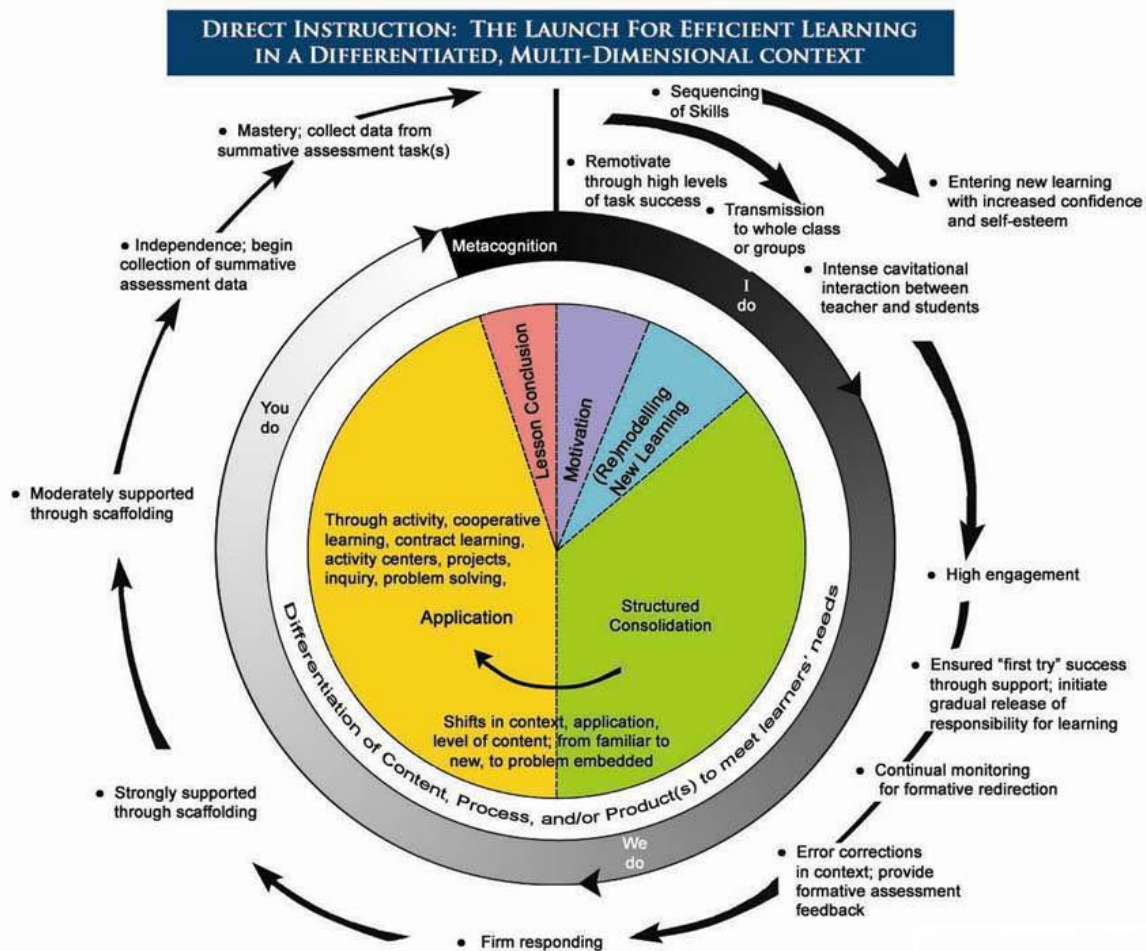 DIRECT INSTRUCTION: THE LAUNCH FOR EFFICIENT LEARNING
IN A DIFFERENTIATED, MULTI-DIMENSIONAL CONTEXT
• Sequencing
of Skills
• Remotivate
through high levels
of task success
• Transmission
to whole class
or groups
• Entering new learning
with increased confidence
and self-esteem
• Intense cavitational
interaction between
teacher and students
• High engagement
• Ensured "first try" success
through support; initiate
gradual release of
responsibility for learning
• Continual monitoring
for formative redirection
• Error corrections
in context; provide
formative assessment
feedback
• Firm responding
• Strongly supported
through scaffolding
• Moderately supported
through scaffolding
• Independence; begin
collection of summative
assessment data
• Mastery; collect data from
summative assessment task(s)
Metacognition
I
do
We
do
You
do
Differentiation of Content, Process, and/or Product(s) to meet learners' needs
Lesson Conclusion
Motivation
(Re)modelling
New Learning
Structured
Consolidation
Through activity, cooperative
learning, contract learning,
activity centers, projects,
inquiry, problem solving,
Application
Shifts in context, application,
level of content; from familiar to
new, to problem embedded